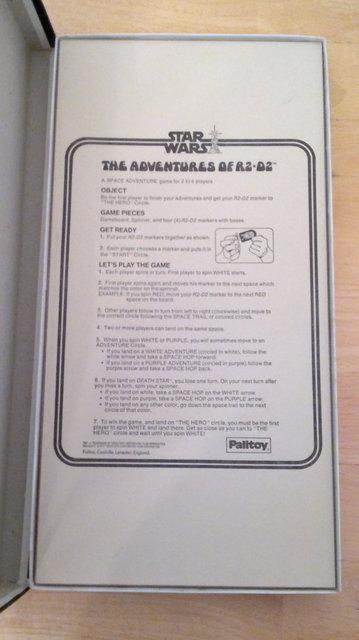 STAR WARS
THE ADVENTURES OF R2-D2™
A SPACE ADVENTURE game for 2 to 4 players
OBJECT
Be the first player to finish your adventures and get your R2-D2 marker to
"THE HERO" Circle.
GAME PIECES
Gameboard, Spinner, and four (4) R2-D2 markers with bases.
GET READY
1. Put your R2-D2 markers together as shown.
2. Each player chooses a marker and puts it in
the "START" Circle.
LET'S PLAY THE GAME
1. Each player spins in turn. First player to spin WHITE starts.
2. First player spins again and moves his marker to the next space which
matches the color on the spinner.
EXAMPLE: If you spin RED, move your R2-D2 marker to the next RED
space on the board.
3. Other players follow in turn from left to right (clockwise) and move to
the correct circle following the SPACE TRAIL of colored circles.
4. Two or more players can land on the same space.
5. When you spin WHITE or PURPLE, you will sometimes move to an
ADVENTURE Circle.
• If you land on a WHITE ADVENTURE (circled in white), follow the
white arrow and take a SPACE HOP forward!
• If you land on a PURPLE ADVENTURE (circled in purple) follow the
purple arrow and take a SPACE HOP back.
6. If you land on DEATH STAR, you lose one turn. On your next turn after
you miss a turn, spin your spinner.
• If you land on white, take a SPACE HOP on the WHITE arrow.
• If you land on purple, take a SPACE HOP on the PURPLE arrow.
• If you land on any other color, go down the space trail to the next
circle of that color.
7. To win the game, and land on "THE HERO" circle, you must be the first
player to spin WHITE and land there. Get as close as you can to "THE
HERO" circle and wait until you spin WHITE!
Palitoy
Palitoy, Coalville, Leicester, England.